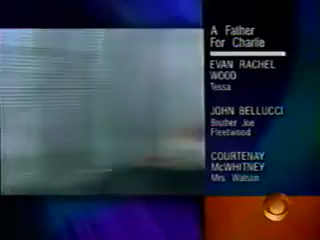 A Father
For Charlie
EVAN RACHEL
WOOD
Tessa
JOHN BELLUCCI
Brother Joe
Fleetwood
COURTENAY
McWHITNEY
Mrs. Watson